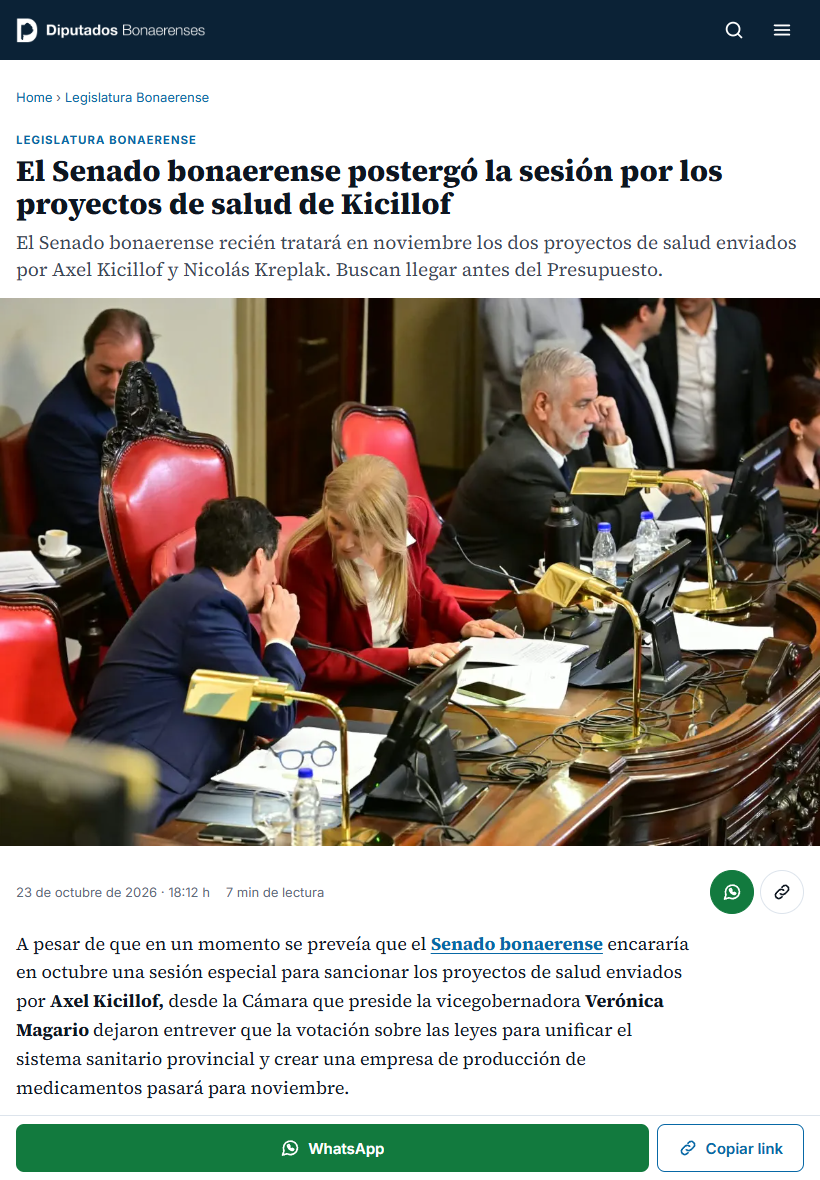 Diputados Bonaerenses
Home › Legislatura Bonaerense
LEGISLATURA BONAERENSE
El Senado bonaerense postergó la sesión por los
proyectos de salud de Kicillof
El Senado bonaerense recién tratará en noviembre los dos proyectos de salud enviados
por Axel Kicillof y Nicolás Kreplak. Buscan llegar antes del Presupuesto.
23 de octubre de 2026 · 18:12 h 7 min de lectura
A pesar de que en un momento se preveía que el Senado bonaerense encararía
en octubre una sesión especial para sancionar los proyectos de salud enviados
por Axel Kicillof, desde la Cámara que preside la vicegobernadora Verónica
Magario dejaron entrever que la votación sobre las leyes para unificar el
sistema sanitario provincial y crear una empresa de producción de
medicamentos pasará para noviembre.
WhatsApp Copiar link